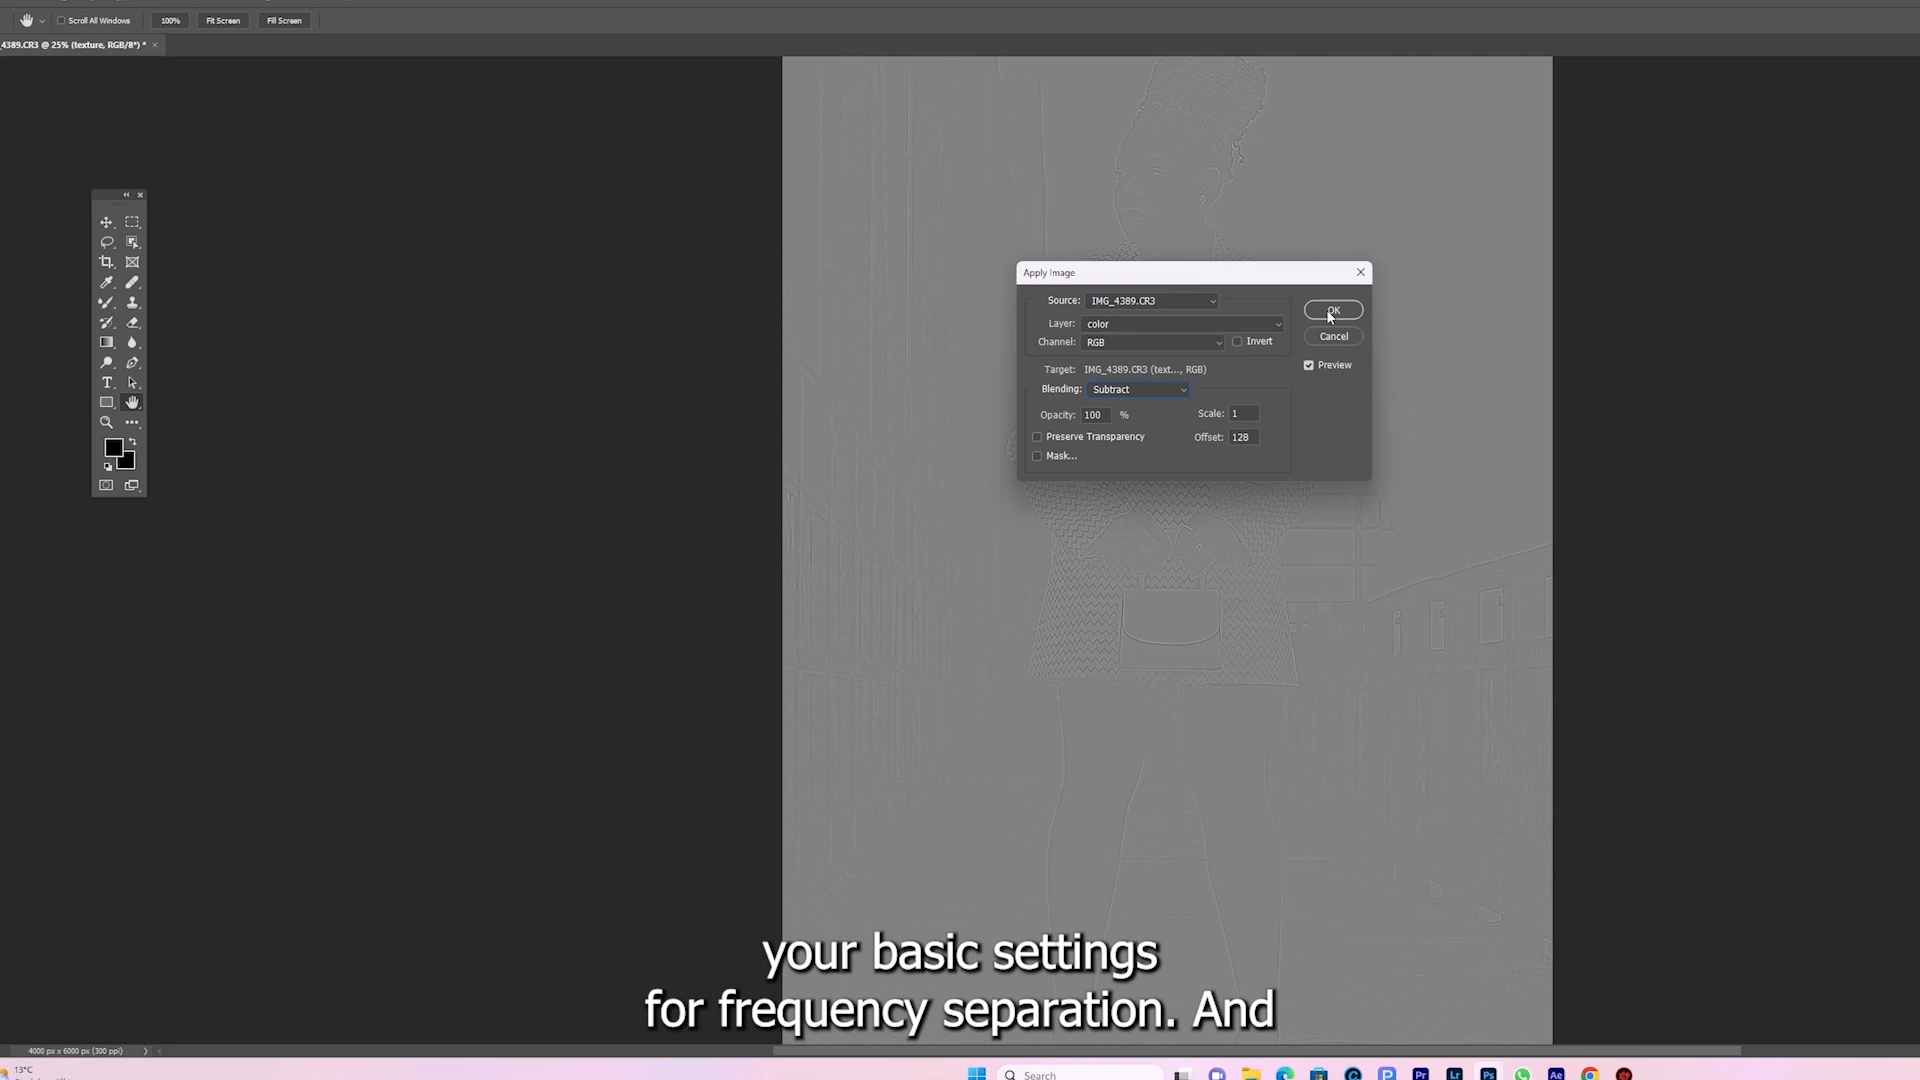 Scroll All Windows 100% Fit Screen Fill Screen
_4389.CR3 @ 25% (texture, RGB/8*) * ×
Apply Image
Source: IMG_4389.CR3
OK
Layer: color
Cancel
Channel: RGB Invert
Preview
Target: IMG_4389.CR3 (text..., RGB)
Blending: Subtract
Opacity: 100 % Scale: 1
Preserve Transparency Offset: 128
Mask...
your basic settings
for frequency separation. And
4000 px x 6000 px (300 ppi)
13°C
Search